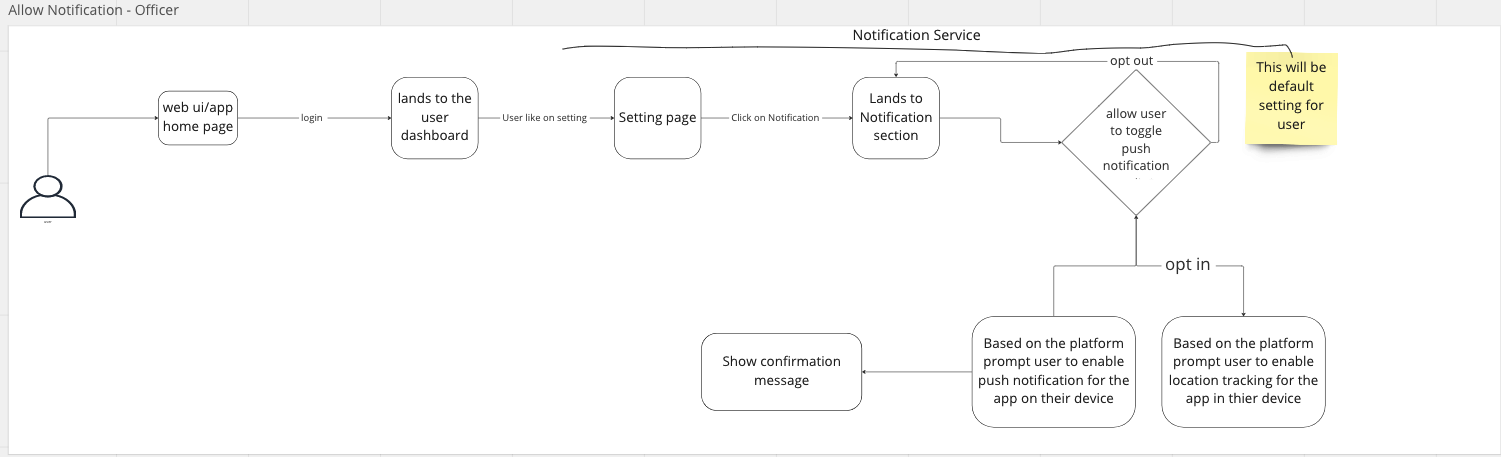 Allow Notification - Officer
Notification Service
This will be
default
setting for
user
opt out
web ui/app
home page
login
lands to the
user
dashboard
User like on setting
Setting page
Click on Notification
Lands to
Notification
section
allow user
to toggle
push
notification
opt in
Show confirmation
message
Based on the platform
prompt user to enable
push notification for the
app on their device
Based on the platform
prompt user to enable
location tracking for the
app in thier device